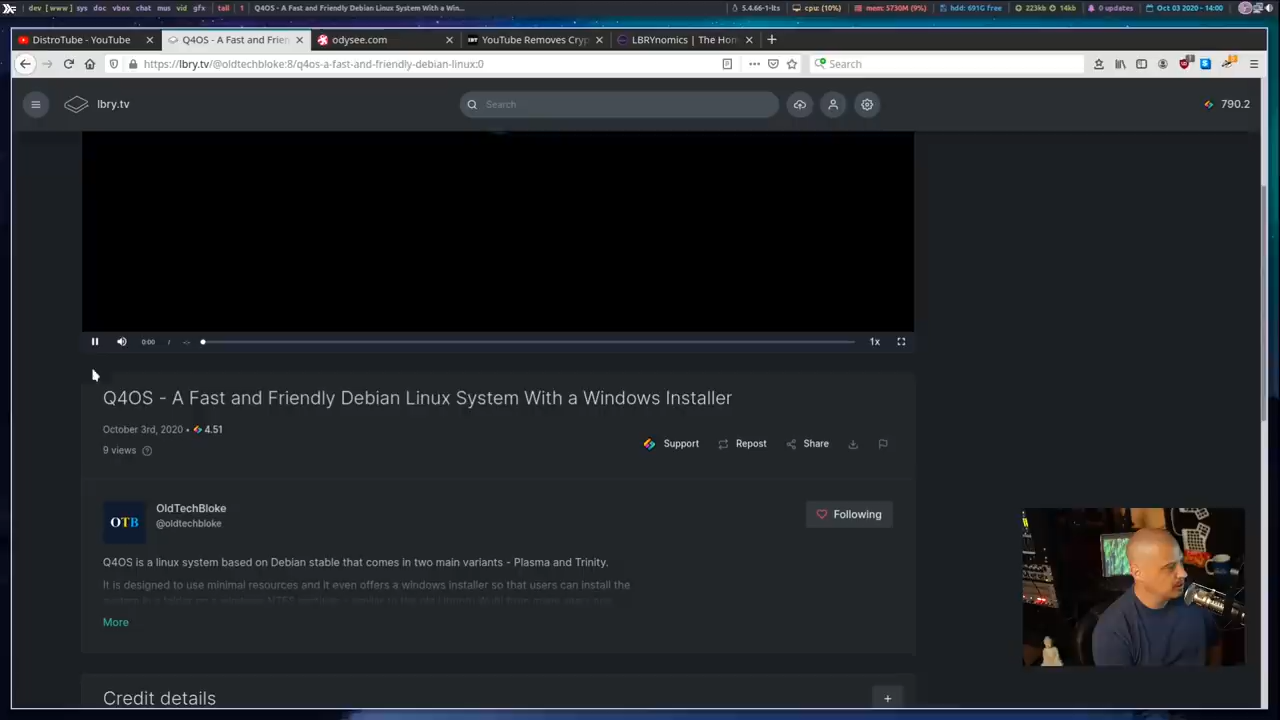 dev [ www ] sys doc vbox chat mus vid gfx tall 1 Q4OS - A Fast and Friendly Debian Linux System With a Win... 5.4.66-1-lts cpu: (10%) mem: 5730M (9%) hdd: 691G free 223kb 14kb 0 updates Oct 03 2020 - 14:00
DistroTube - YouTube Q4OS - A Fast and Frien odysee.com YouTube Removes Cryp LBRYnomics | The Hom
https://lbry.tv/@oldtechbloke:8/q4os-a-fast-and-friendly-debian-linux:0 Search
lbry.tv Search 790.2
0:00 / -:- 1x
Q4OS - A Fast and Friendly Debian Linux System With a Windows Installer
October 3rd, 2020 • 4.51
9 views Support Repost Share
OldTechBloke
OTB @oldtechbloke Following
Q4OS is a linux system based on Debian stable that comes in two main variants - Plasma and Trinity.
It is designed to use minimal resources and it even offers a windows installer so that users can install the
More
Credit details